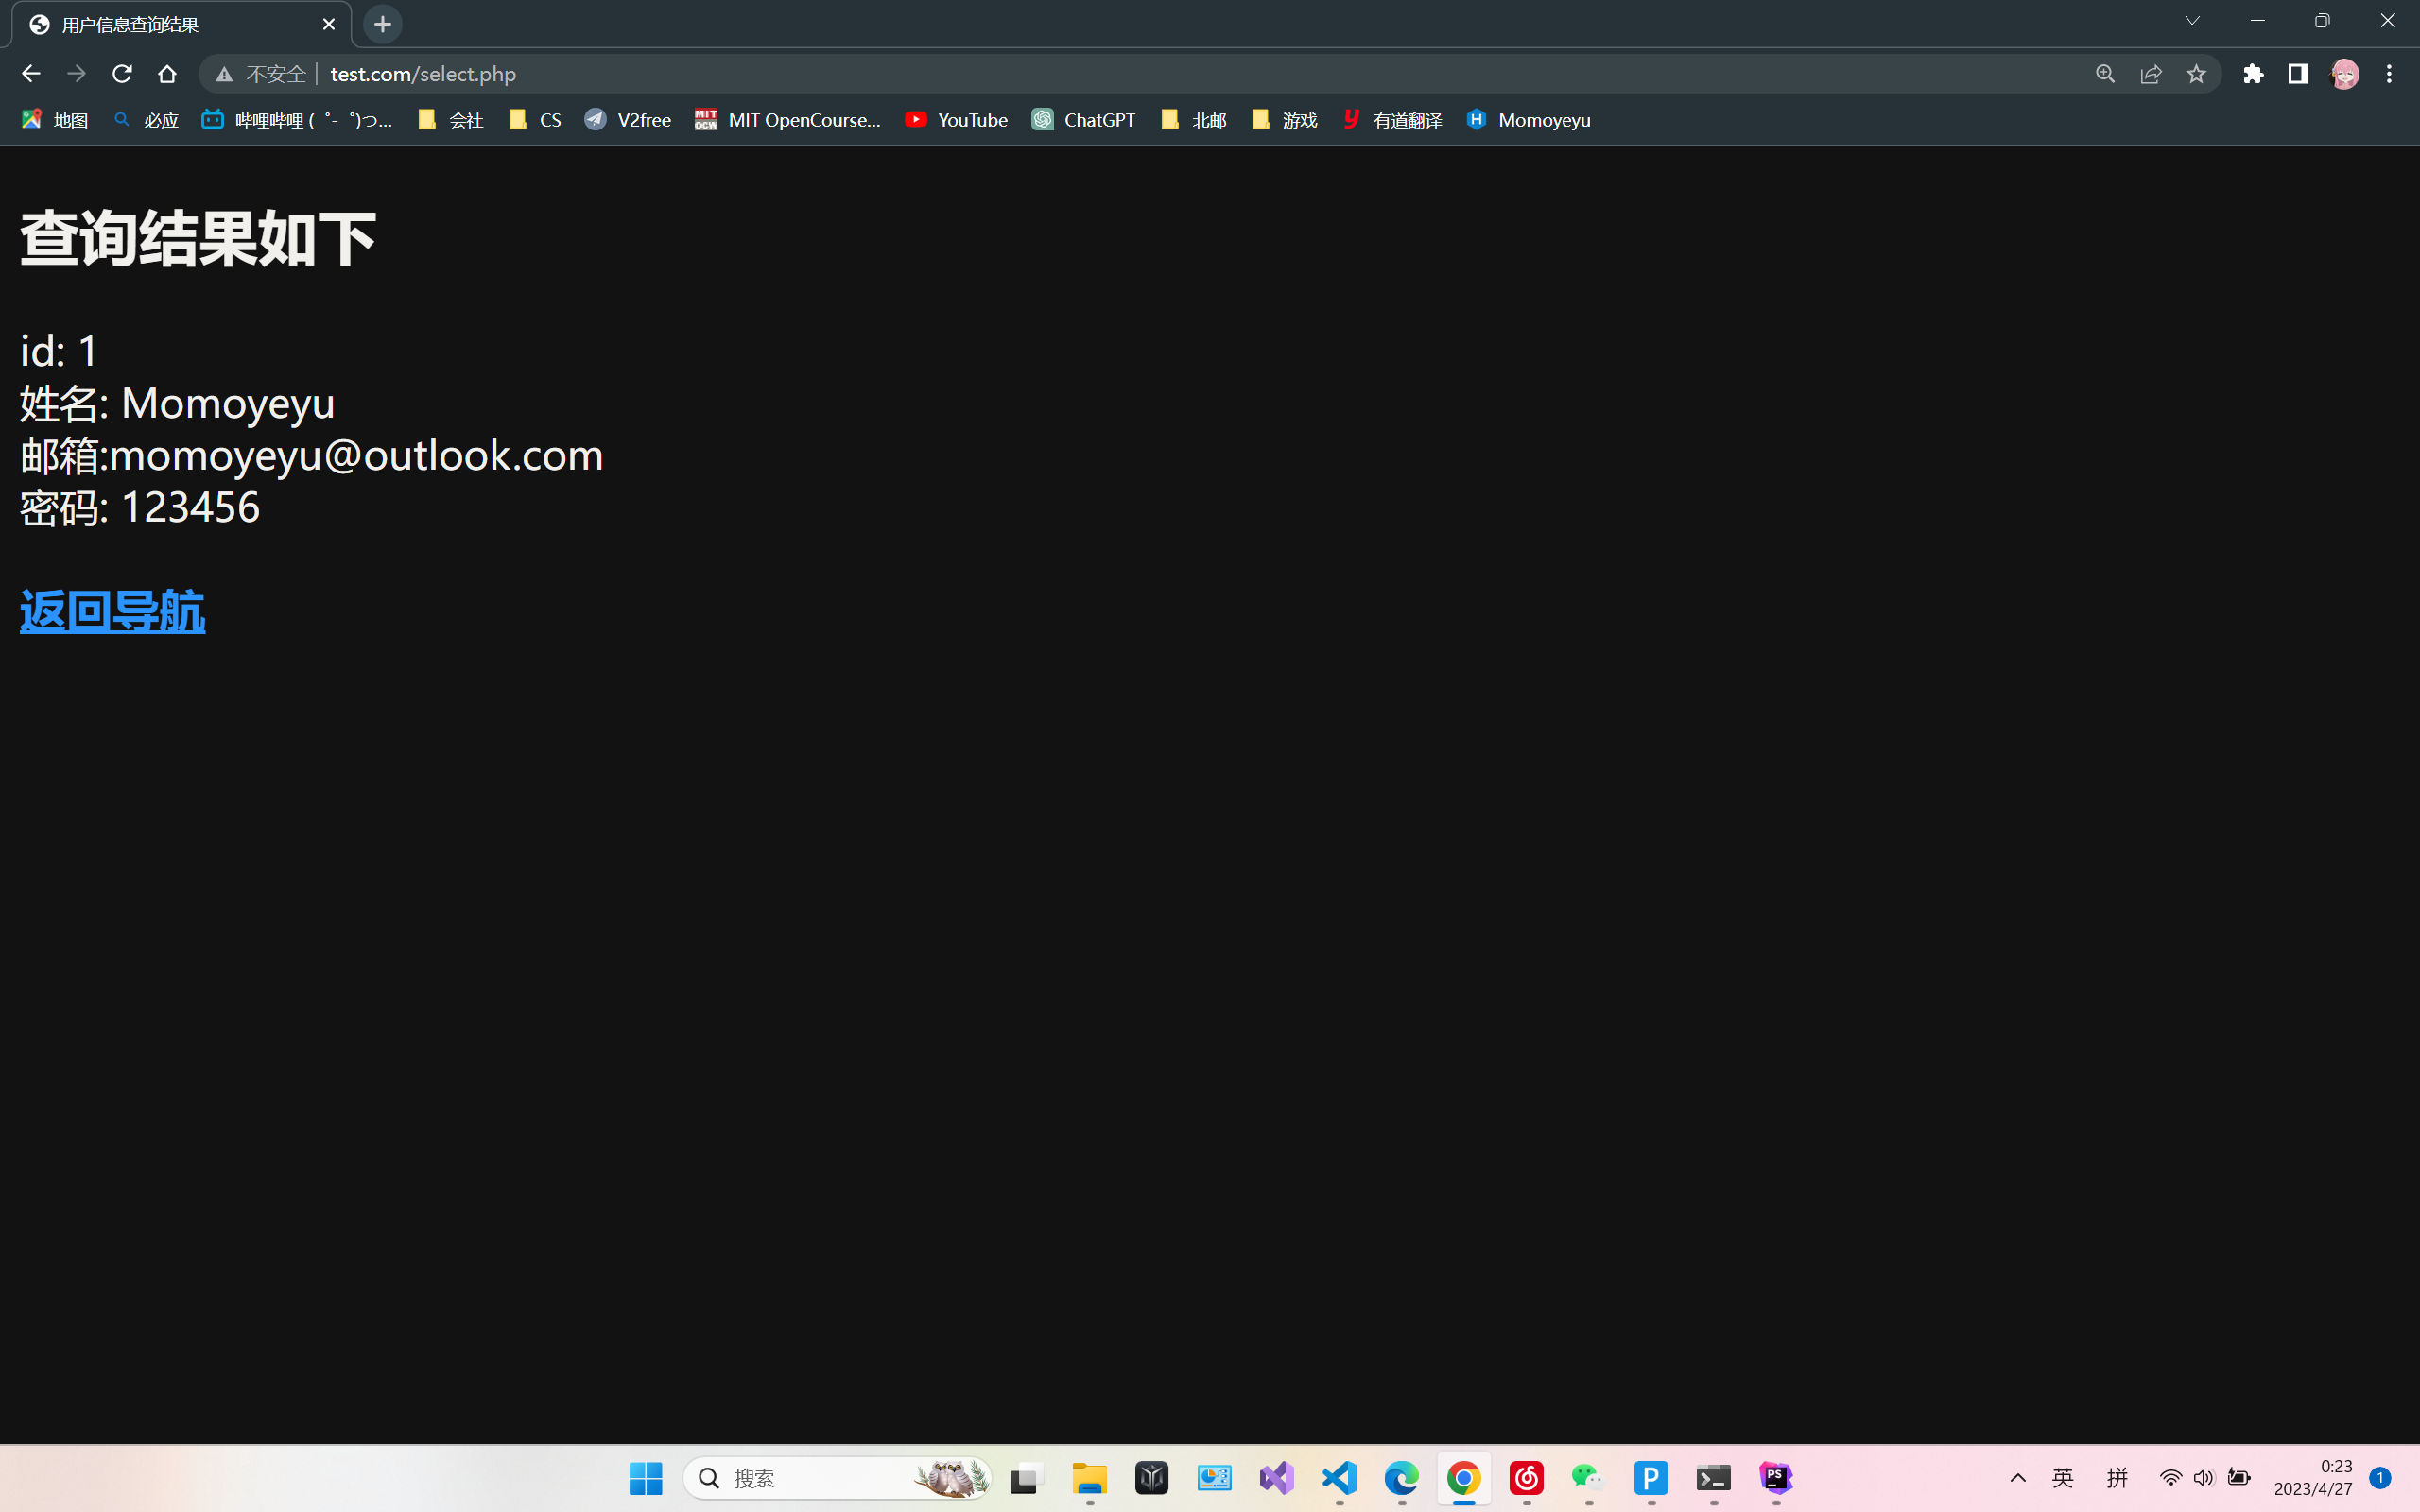 用户信息查询结果
不安全 test.com/select.php
地图 必应 哔哩哔哩 (゜-゜)つ... 会社 CS V2free MIT OCW MIT OpenCourse... YouTube ChatGPT 北邮 游戏 y 有道翻译 H Momoyeyu
查询结果如下
id: 1
姓名: Momoyeyu
邮箱:momoyeyu@outlook.com
密码: 123456
返回导航
搜索 P PS 英 拼 0:23
2023/4/27 1